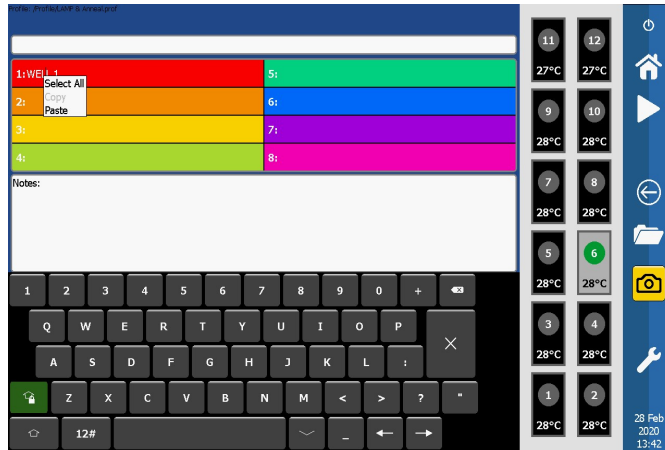 Profile: /Profile/LAMP & Anneal.prof
1: WELL 1
5:
Select All
Copy
Paste
2:
6:
3:
7:
4:
8:
Notes:
1 2 3 4 5 6 7 8 9 0 +
Q W E R T Y U I O P
A S D F G H J K L :
Z X C V B N M < > ? "
12# _
11 12
27°C 27°C
9 10
28°C 28°C
7 8
28°C 28°C
5 6
28°C 28°C
3 4
28°C 28°C
1 2
28°C 28°C
28 Feb
2020
13:42